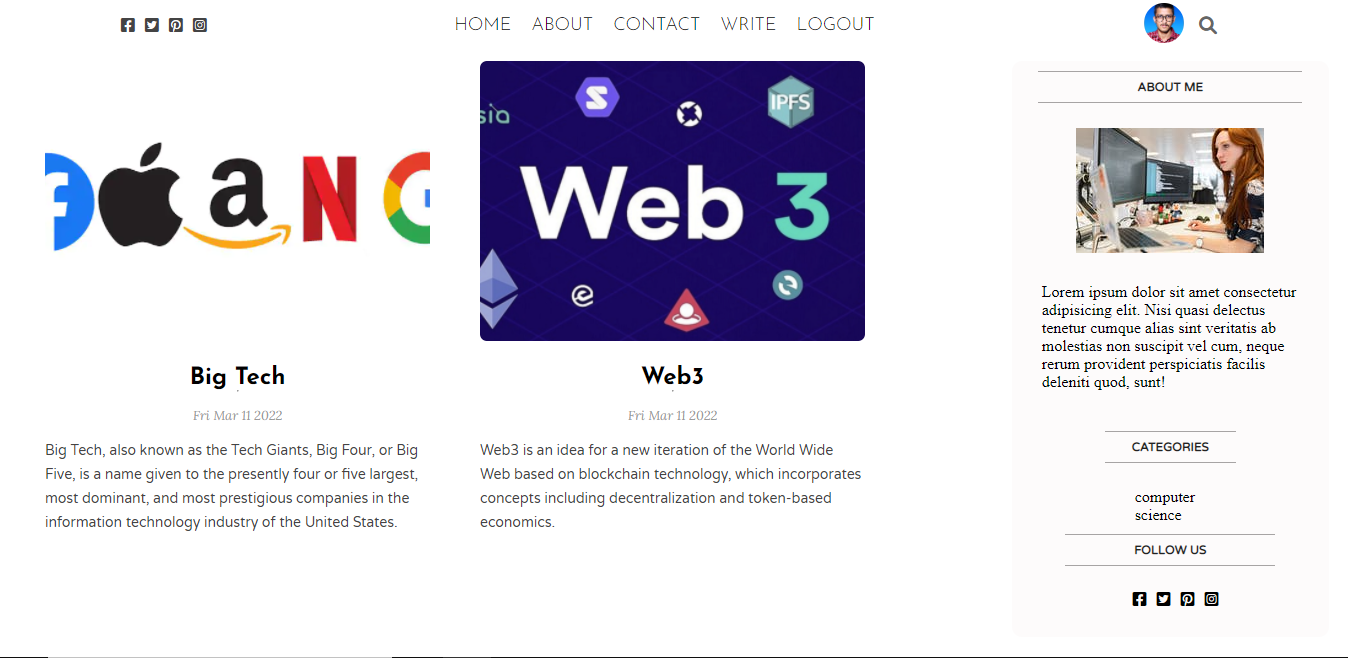 HOME ABOUT CONTACT WRITE LOGOUT
a N
sia S IPFS
Web 3
Big Tech
Fri Mar 11 2022
Big Tech, also known as the Tech Giants, Big Four, or Big
Five, is a name given to the presently four or five largest,
most dominant, and most prestigious companies in the
information technology industry of the United States.
Web3
Fri Mar 11 2022
Web3 is an idea for a new iteration of the World Wide
Web based on blockchain technology, which incorporates
concepts including decentralization and token-based
economics.
ABOUT ME
Lorem ipsum dolor sit amet consectetur
adipisicing elit. Nisi quasi delectus
tenetur cumque alias sint veritatis ab
molestias non suscipit vel cum, neque
rerum provident perspiciatis facilis
deleniti quod, sunt!
CATEGORIES
computer
science
FOLLOW US